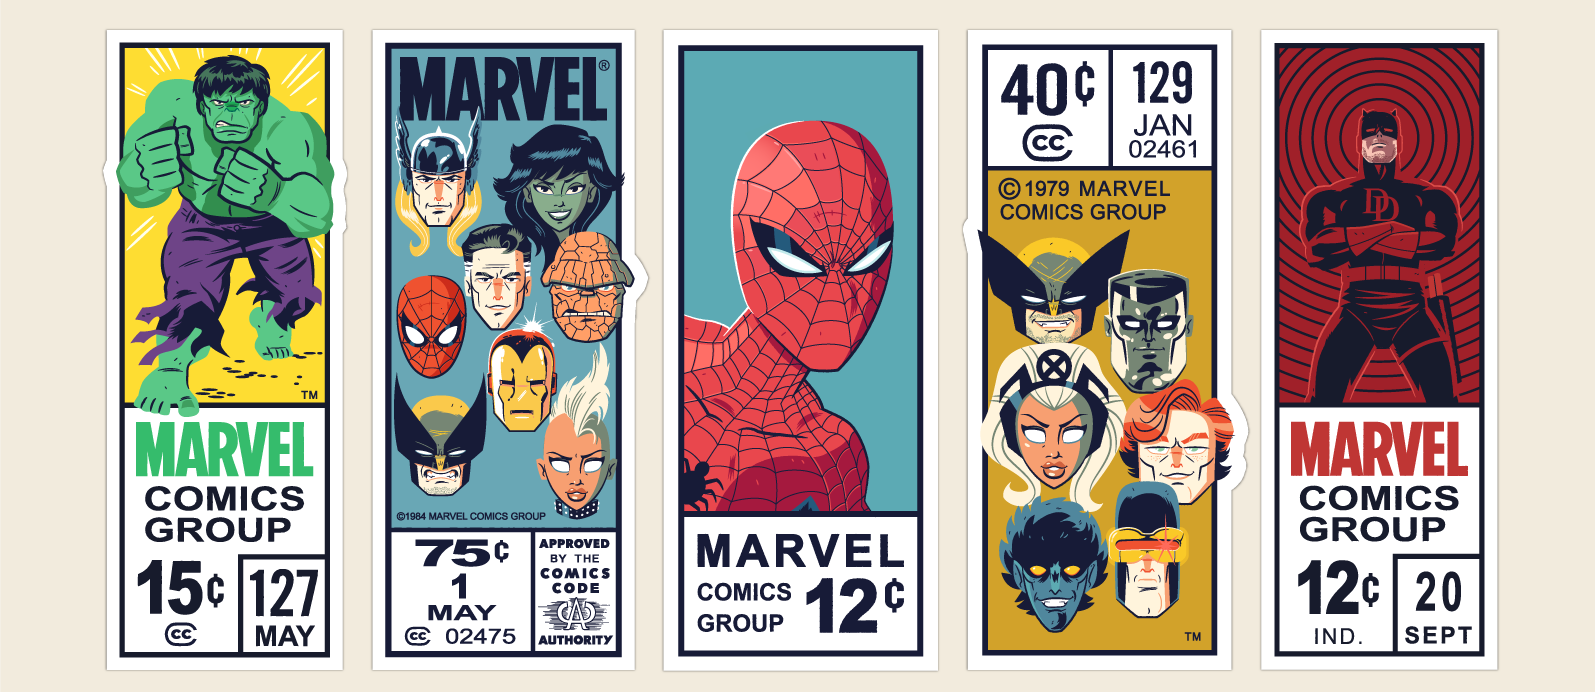 TM
MARVEL
COMICS
GROUP
15¢
CC
127
MAY
MARVEL®
©1984 MARVEL COMICS GROUP
75¢
1
MAY
CC 02475
APPROVED
BY THE
COMICS
CODE
CA
AUTHORITY
MARVEL
COMICS
GROUP
12¢
40¢
CC
129
JAN
02461
©1979 MARVEL
COMICS GROUP
TM
DD
MARVEL
COMICS
GROUP
12¢
IND.
20
SEPT